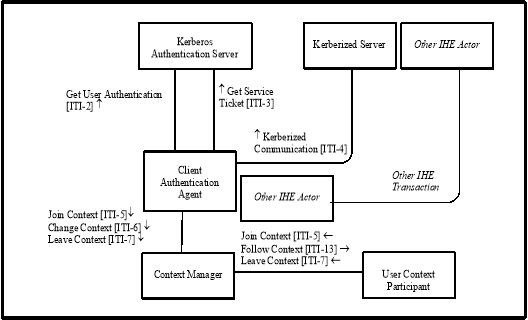 Kerberos
Authentication Server
Kerberized Server
Other IHE Actor
Get User Authentication
[ITI-2] ↑
↑ Get Service
Ticket [ITI-3]
↑ Kerberized
Communication [ITI-4]
Client
Authentication
Agent
Other IHE Actor
Other IHE
Transaction
Join Context [ITI-5]↓
Change Context [ITI-6] ↓
Leave Context [ITI-7] ↓
Join Context [ITI-5] ←
Follow Context [ITI-13] →
Leave Context [ITI-7] ←
Context Manager
User Context
Participant